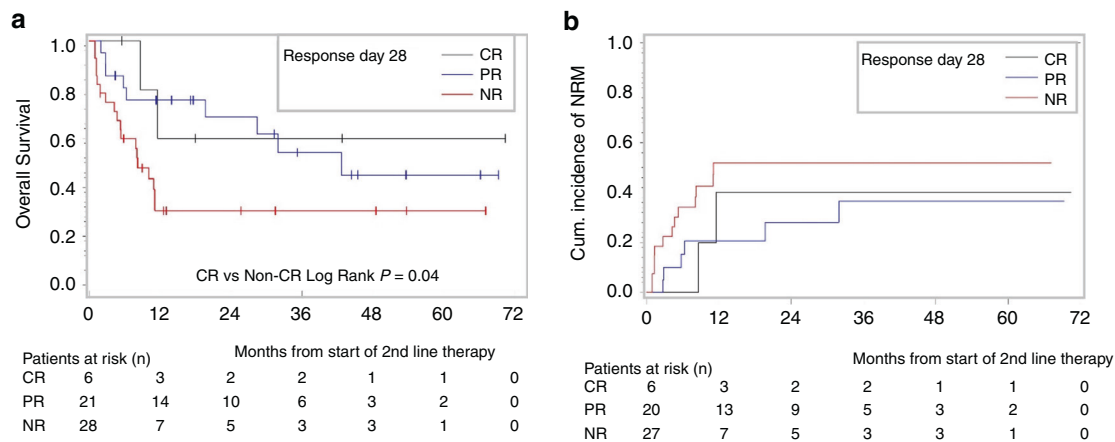 a
Overall Survival
1.0
0.8
0.6
0.4
0.2
0.0
Response day 28
CR
PR
NR
CR vs Non-CR Log Rank P = 0.04
0 12 24 36 48 60 72
Months from start of 2nd line therapy
Patients at risk (n)
CR 6 3 2 2 1 1 0
PR 21 14 10 6 3 2 0
NR 28 7 5 3 3 1 0
b
Cum. incidence of NRM
1.0
0.8
0.6
0.4
0.2
0.0
Response day 28
CR
PR
NR
0 12 24 36 48 60 72
Months from start of 2nd line therapy
Patients at risk (n)
CR 6 3 2 2 1 1 0
PR 20 13 9 5 3 2 0
NR 27 7 5 3 3 1 0